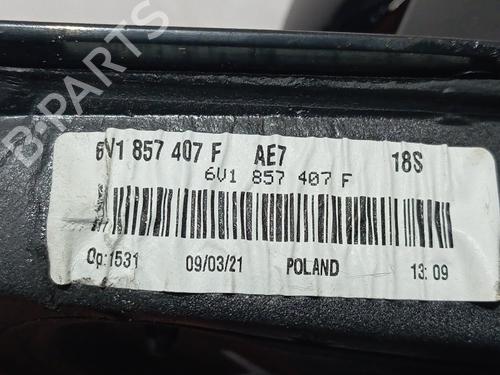 B-PARTS
6V1 857 407 F AE7 18S
6V1 857 407 F
Op:1531 09/03/21 POLAND 13:09